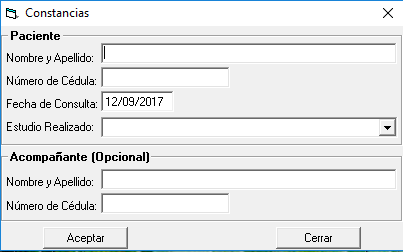 Constancias
Paciente
Nombre y Apellido:
Número de Cédula:
Fecha de Consulta: 12/09/2017
Estudio Realizado:
Acompañante (Opcional)
Nombre y Apellido:
Número de Cédula:
Aceptar Cerrar